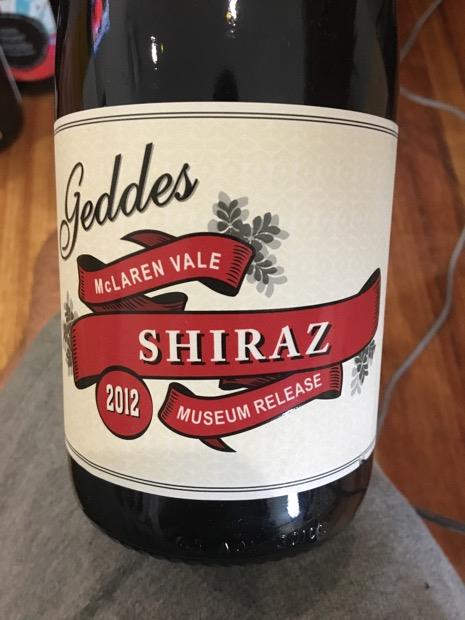 Geddes
McLAREN VALE
SHIRAZ
2012
MUSEUM RELEASE